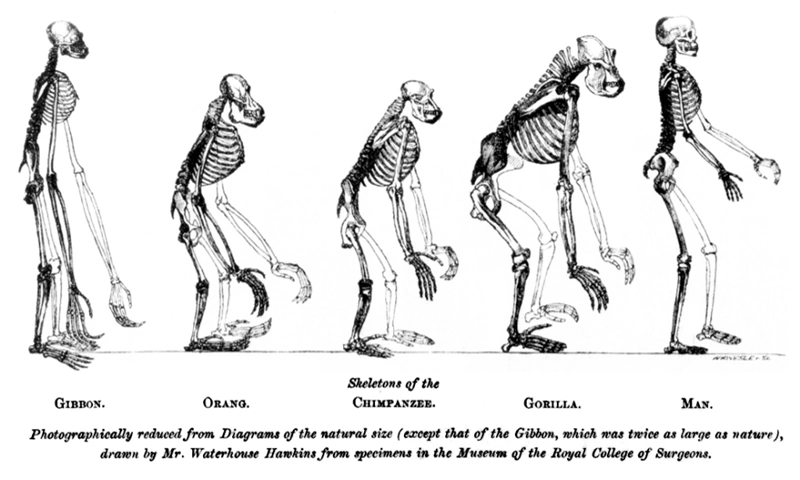 Skeletons of the
GIBBON. ORANG. CHIMPANZEE. GORILLA. MAN.
Photographically reduced from Diagrams of the natural size (except that of the Gibbon, which was twice as large as nature),
drawn by Mr. Waterhouse Hawkins from specimens in the Museum of the Royal College of Surgeons.